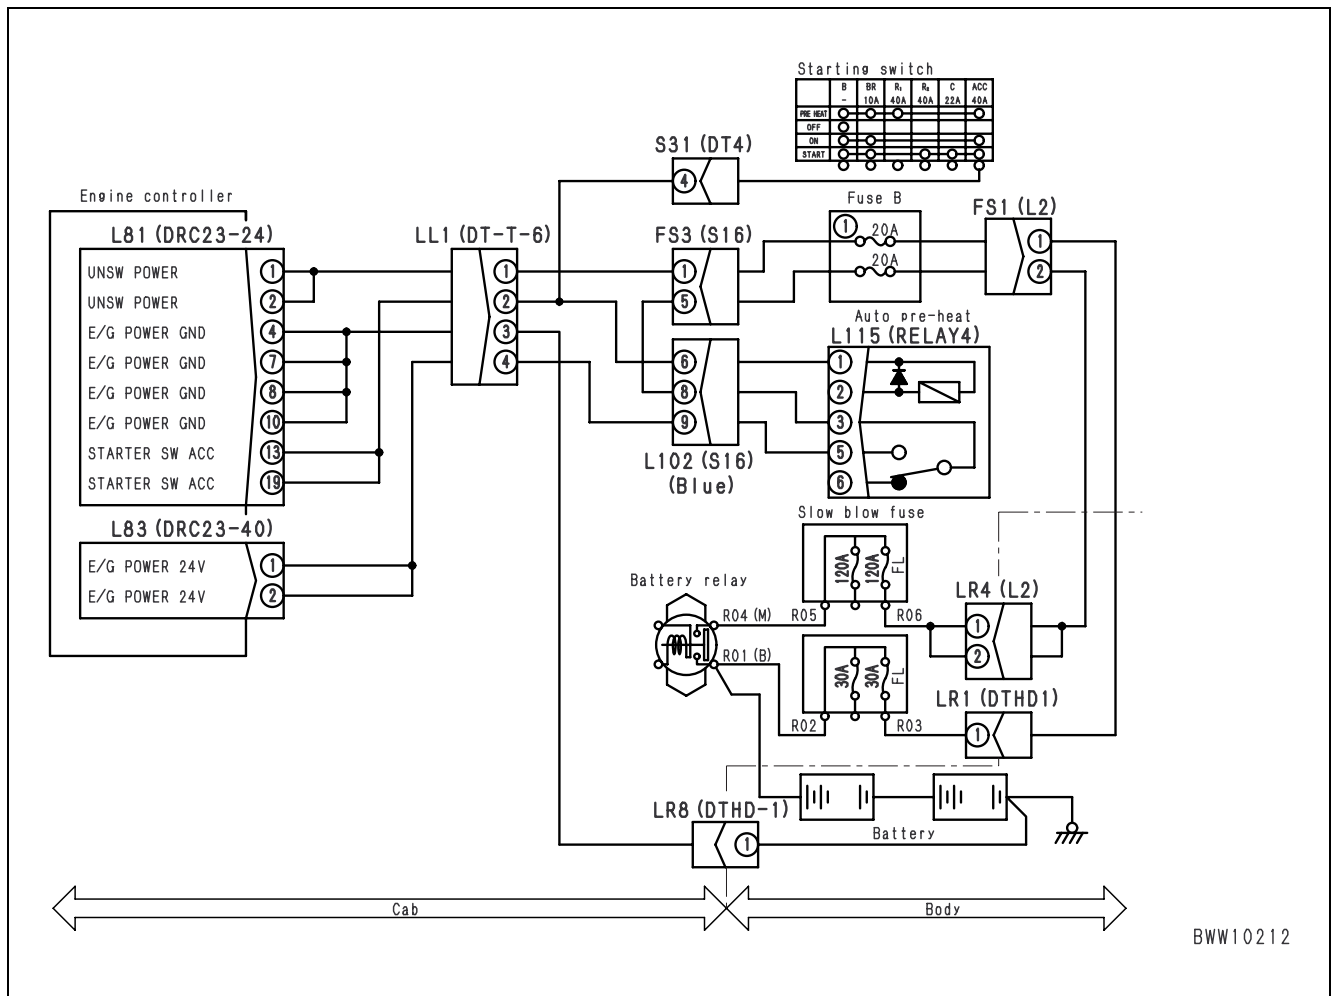 Starting switch
B BR R₁ R₂ C ACC
- 10A 40A 40A 22A 40A
PRE HEAT
OFF
ON
START
S31 (DT4)
4
Engine controller
Fuse B
FS1 (L2)
L81 (DRC23-24)
LL1 (DT-T-6)
FS3 (S16)
1
20A
20A
1
2
UNSW POWER 1
UNSW POWER 2
E/G POWER GND 4
E/G POWER GND 7
E/G POWER GND 8
E/G POWER GND 10
STARTER SW ACC 13
STARTER SW ACC 19
1
2
3
4
1
5
6
8
9
L102 (S16)
(Blue)
Auto pre-heat
L115 (RELAY4)
1
2
3
5
6
L83 (DRC23-40)
E/G POWER 24V 1
E/G POWER 24V 2
Slow blow fuse
120A 120A FL
Battery relay
R04 (M) R05 R06
LR4 (L2)
1
2
R01 (B)
30A 30A FL
R02 R03
LR1 (DTHD1)
1
LR8 (DTHD-1)
1
Battery
Cab Body
BWW10212